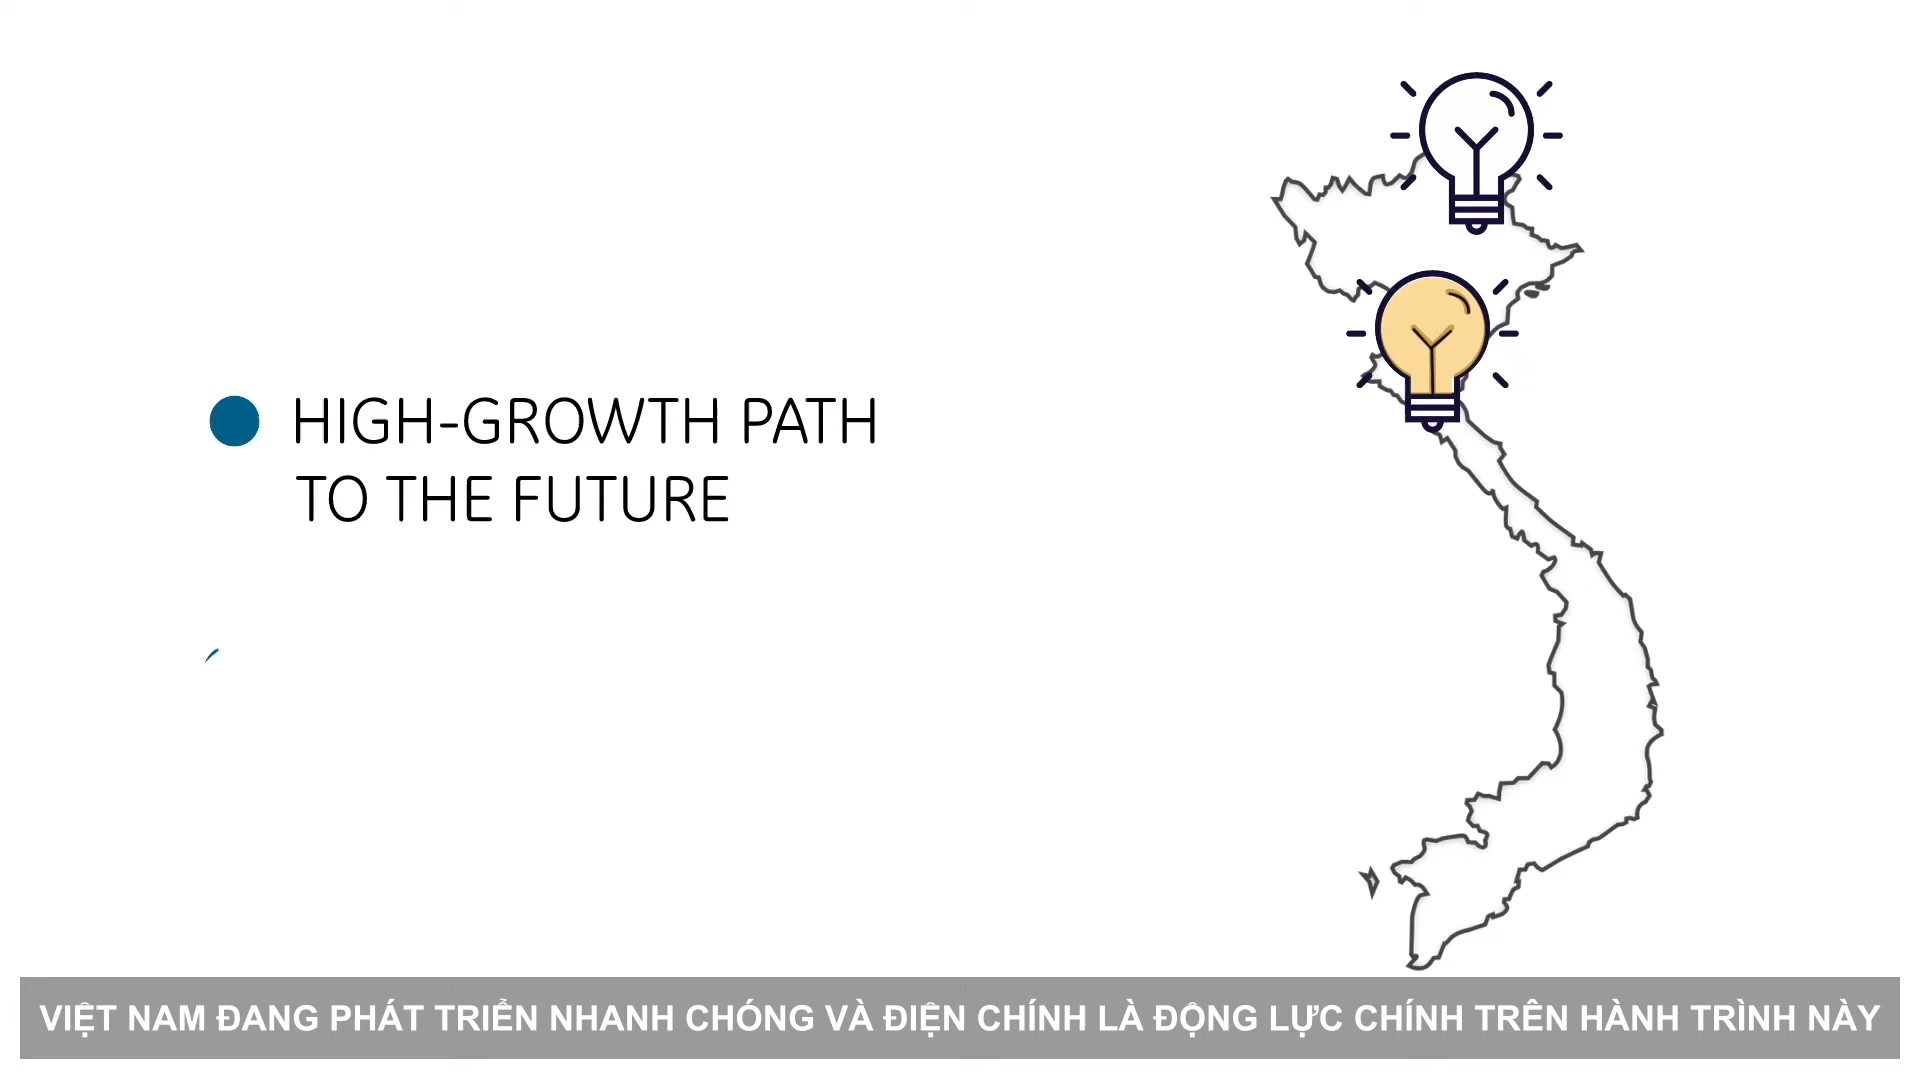 HIGH-GROWTH PATH
TO THE FUTURE
VIỆT NAM ĐANG PHÁT TRIỂN NHANH CHÓNG VÀ ĐIỆN CHÍNH LÀ ĐỘNG LỰC CHÍNH TRÊN HÀNH TRÌNH NÀY